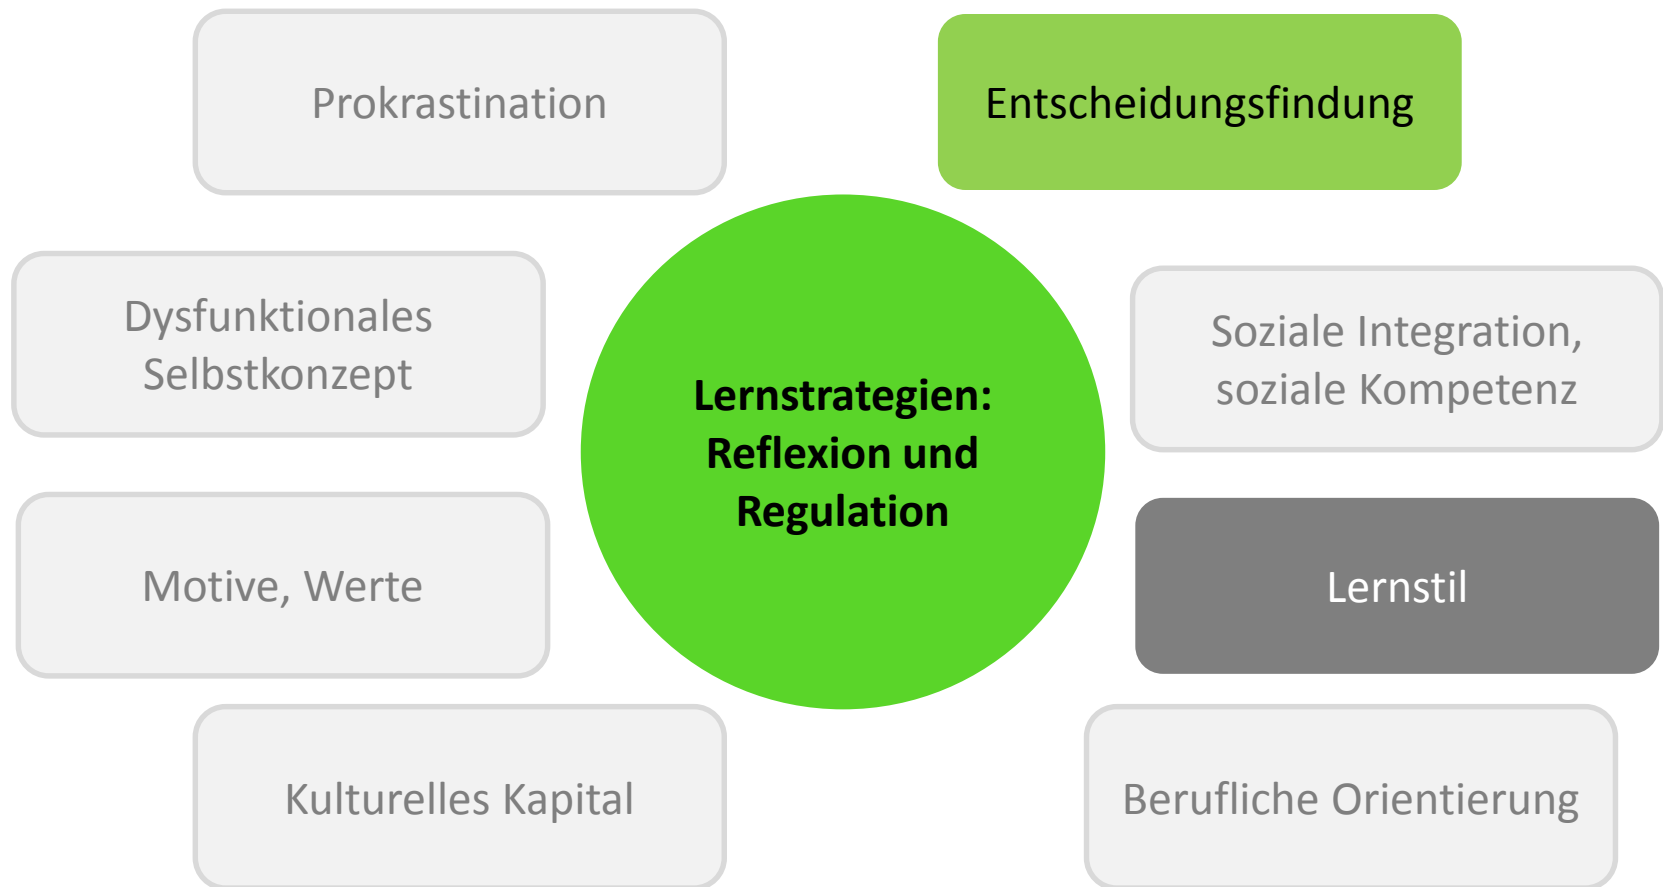 Prokrastination
Entscheidungsfindung
Dysfunktionales
Selbstkonzept
Soziale Integration,
soziale Kompetenz
Lernstrategien:
Reflexion und
Regulation
Motive, Werte
Lernstil
Kulturelles Kapital
Berufliche Orientierung